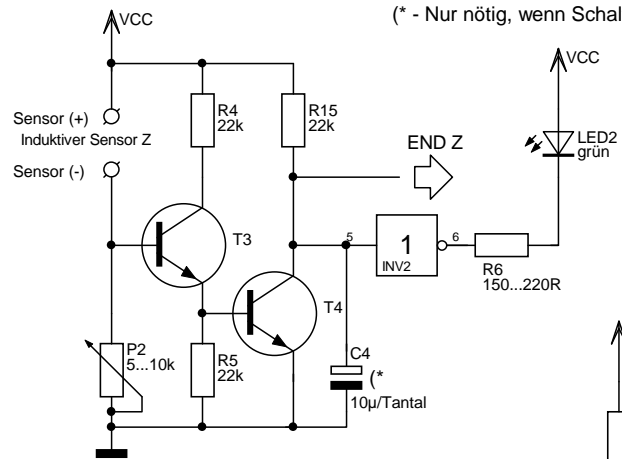 (* - Nur nötig, wenn Schal
VCC
VCC
R4
22k
R15
22k
Sensor (+)
Induktiver Sensor Z
Sensor (-)
END Z
LED2
grün
T3
5
1
INV2
6
R6
150...220R
T4
P2
5...10k
R5
22k
C4
(*
10µ/Tantal